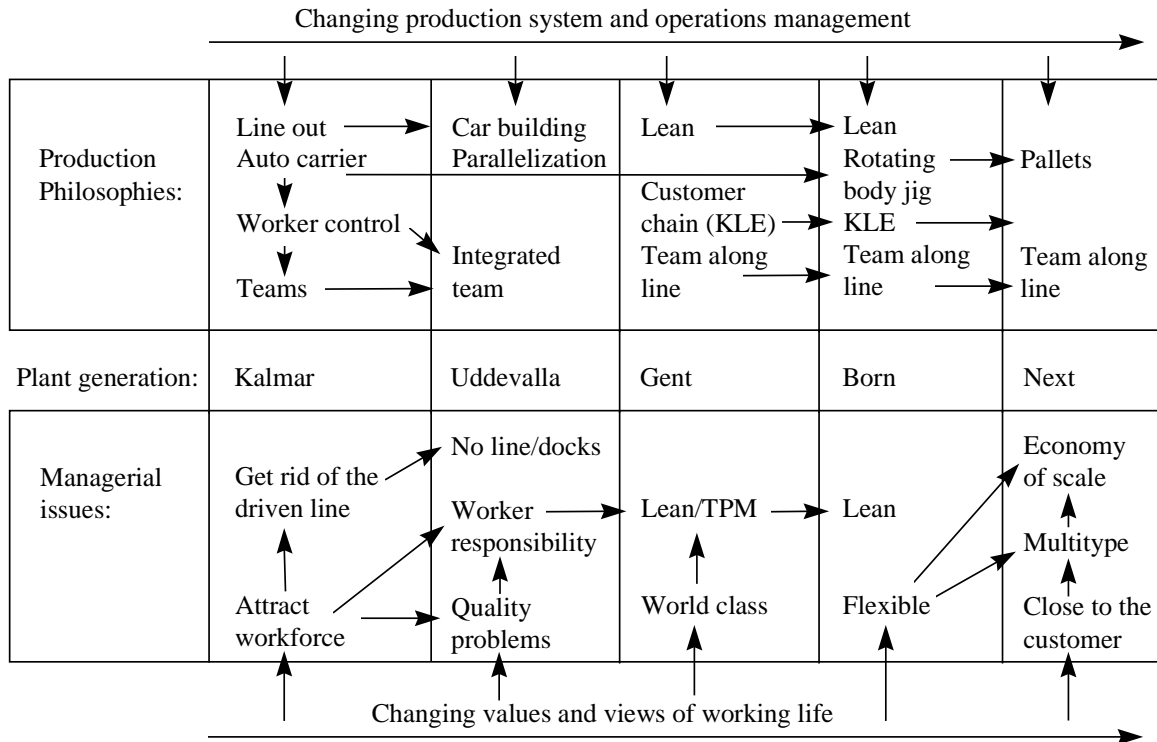 Changing production system and operations management
Production
Philosophies:
Line out
Auto carrier
Worker control
Teams
Car building
Parallelization
Integrated
team
Lean
Customer
chain (KLE)
Team along
line
Lean
Rotating
body jig
KLE
Team along
line
Pallets
Team along
line
Plant generation:
Kalmar
Uddevalla
Gent
Born
Next
Managerial
issues:
Get rid of the
driven line
Attract
workforce
No line/docks
Worker
responsibility
Quality
problems
Lean/TPM
World class
Lean
Flexible
Economy
of scale
Multitype
Close to the
customer
Changing values and views of working life